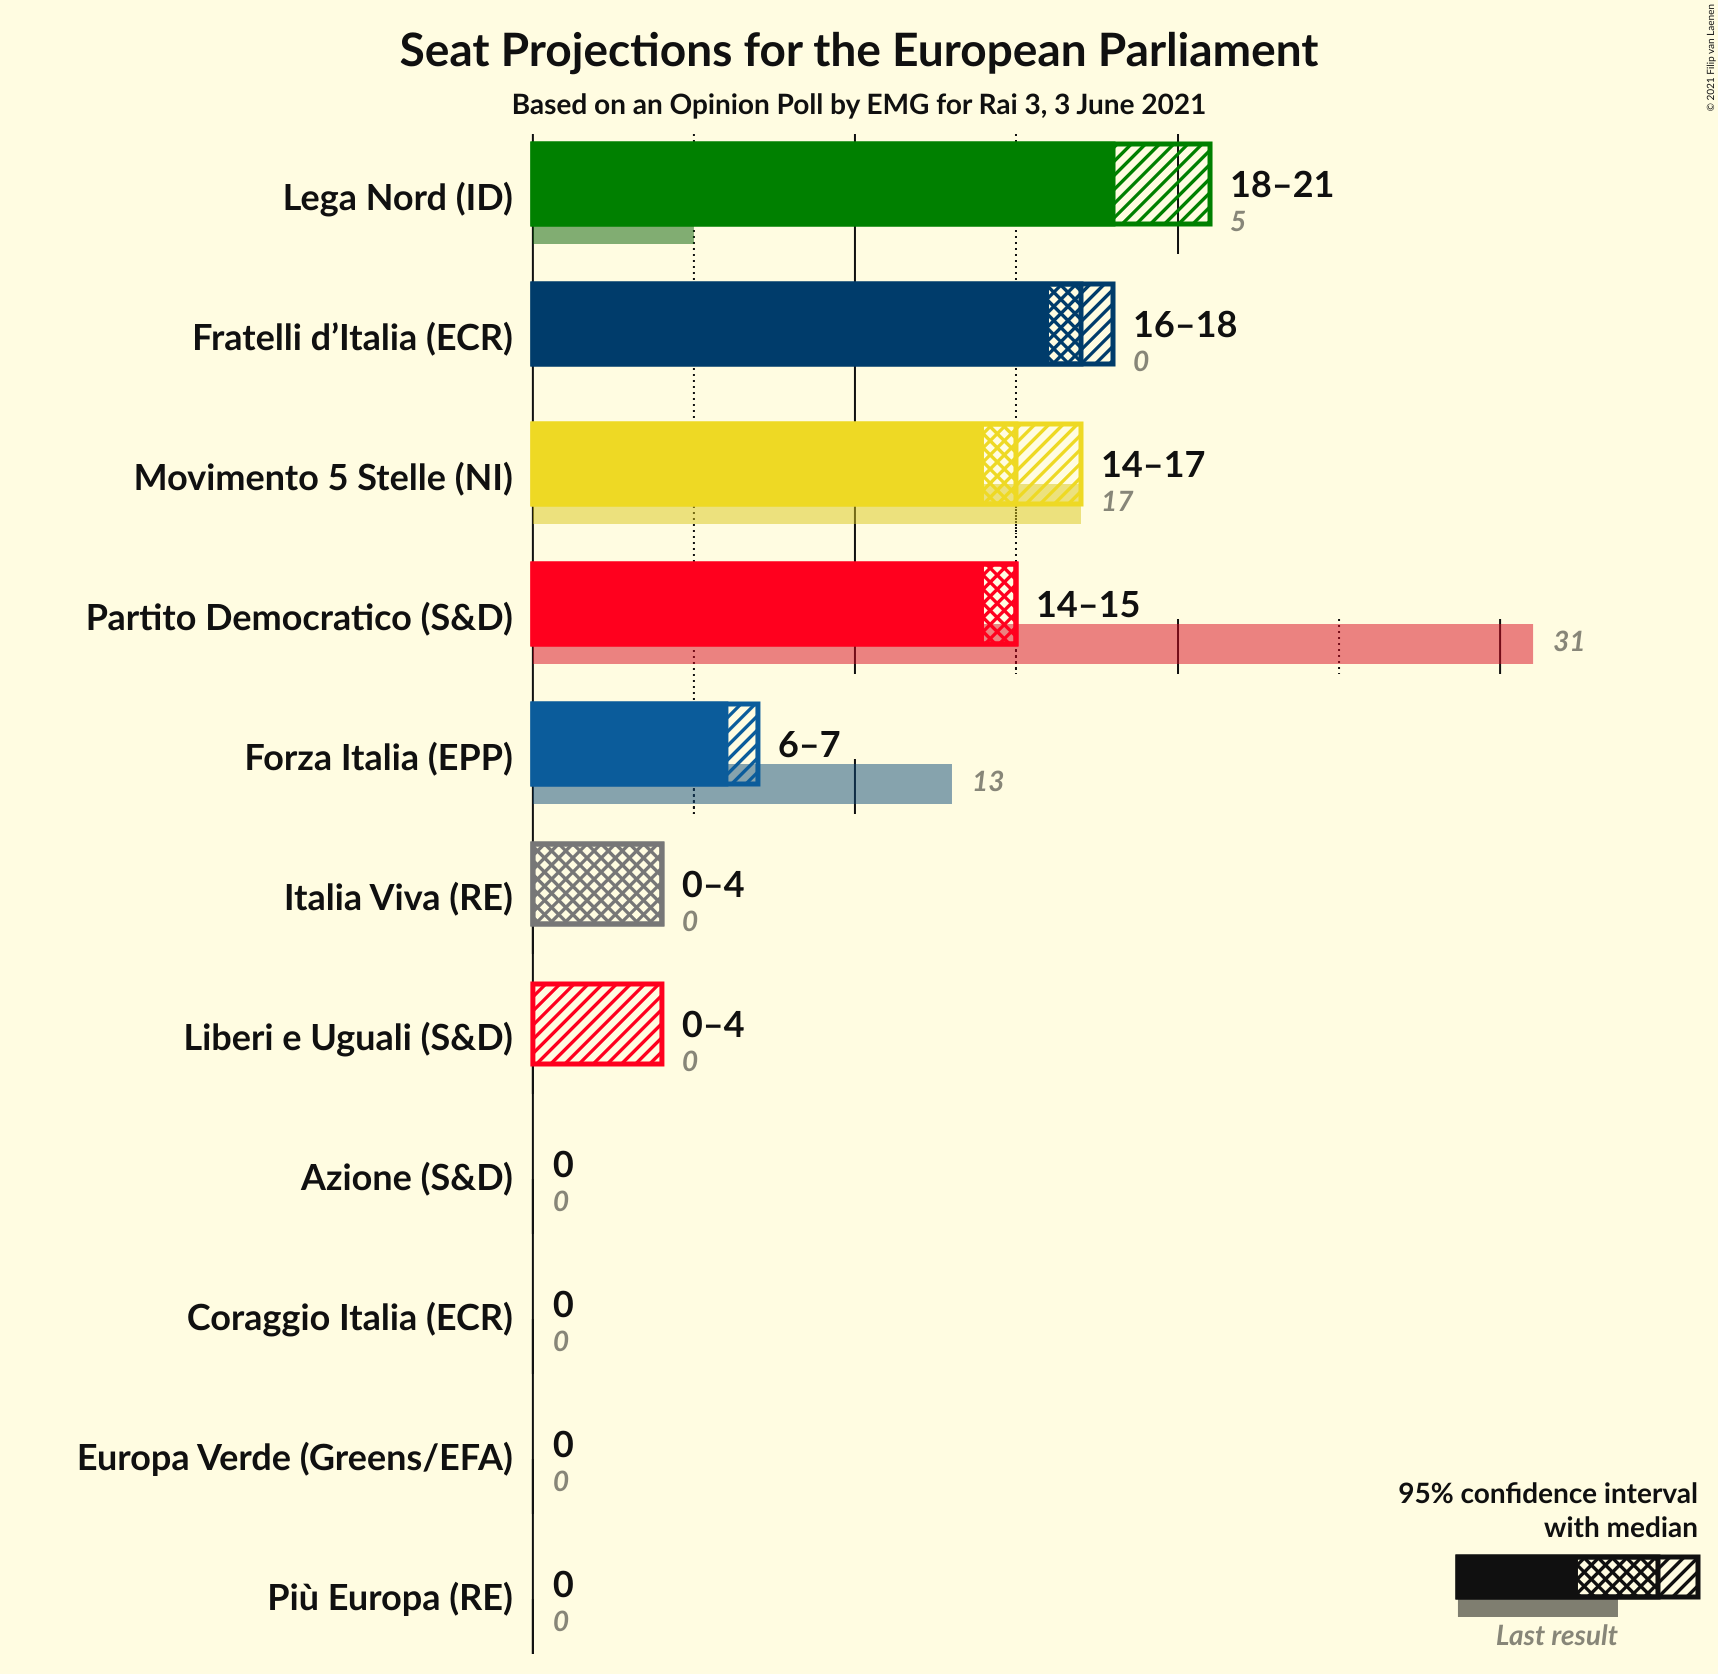 Seat Projections for the European Parliament
Based on an Opinion Poll by EMG for Rai 3, 3 June 2021
© 2021 Filip van Laenen
Lega Nord (ID)
18–21
5
Fratelli d’Italia (ECR)
16–18
0
Movimento 5 Stelle (NI)
14–17
17
Partito Democratico (S&D)
14–15
31
Forza Italia (EPP)
6–7
13
Italia Viva (RE)
0–4
0
Liberi e Uguali (S&D)
0–4
0
Azione (S&D)
0
0
Coraggio Italia (ECR)
0
0
Europa Verde (Greens/EFA)
0
0
Più Europa (RE)
0
0
95% confidence interval
with median
Last result